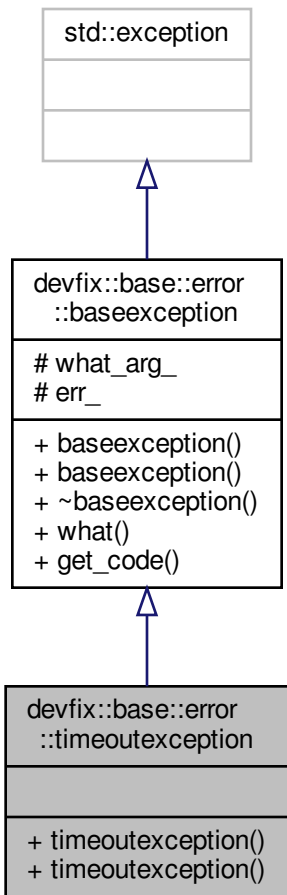 std::exception
devfix::base::error
::baseexception
# what_arg_
# err_
+ baseexception()
+ baseexception()
+ ~baseexception()
+ what()
+ get_code()
devfix::base::error
::timeoutexception
+ timeoutexception()
+ timeoutexception()